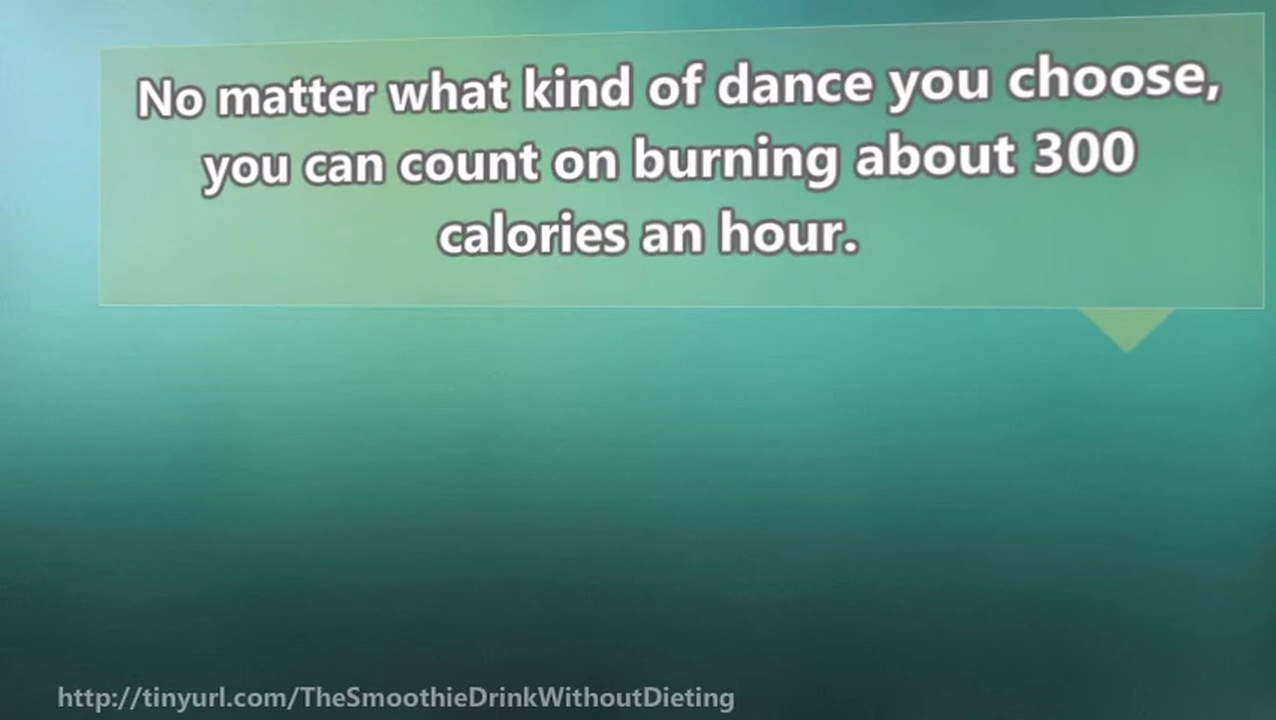 No matter what kind of dance you choose,
you can count on burning about 300
calories an hour.
http://tinyurl.com/TheSmoothieDrinkWithoutDieting